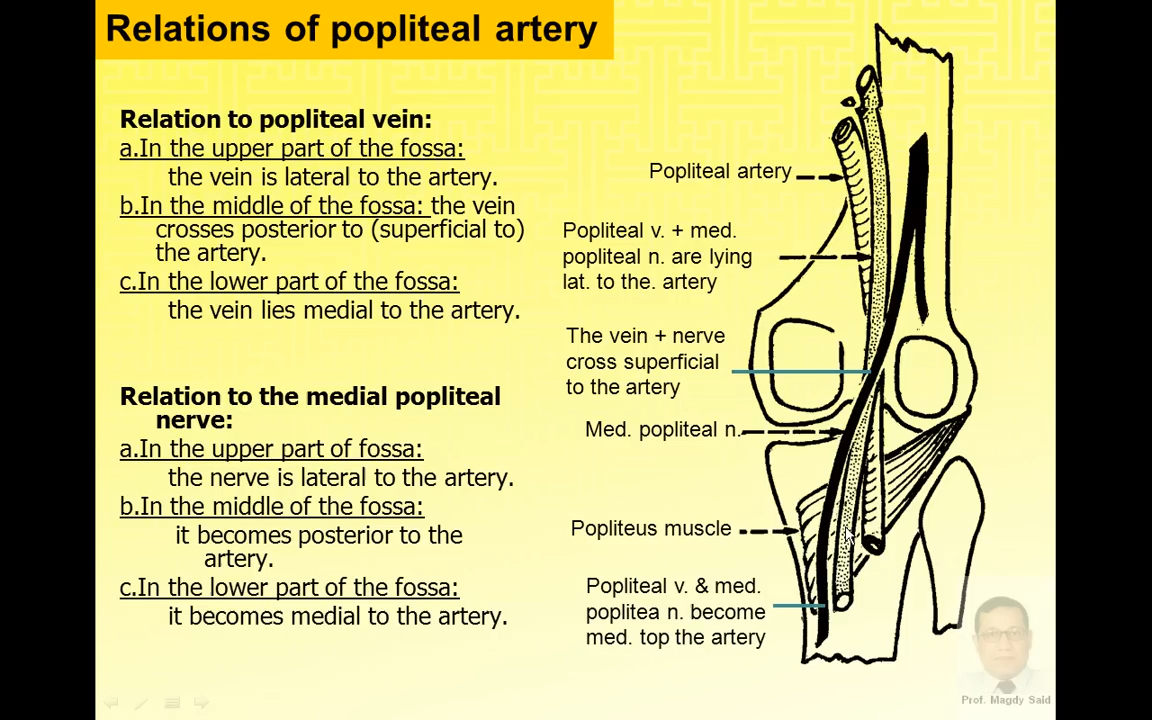 Relations of popliteal artery
Relation to popliteal vein:
a.In the upper part of the fossa:
the vein is lateral to the artery.
b.In the middle of the fossa: the vein
crosses posterior to (superficial to)
the artery.
c.In the lower part of the fossa:
the vein lies medial to the artery.
Relation to the medial popliteal
nerve:
a.In the upper part of fossa:
the nerve is lateral to the artery.
b.In the middle of the fossa:
it becomes posterior to the
artery.
c.In the lower part of the fossa:
it becomes medial to the artery.
Popliteal artery
Popliteal v. + med.
popliteal n. are lying
lat. to the. artery
The vein + nerve
cross superficial
to the artery
Med. popliteal n.
Popliteus muscle
Popliteal v. & med.
poplitea n. become
med. top the artery
Prof. Magdy Said